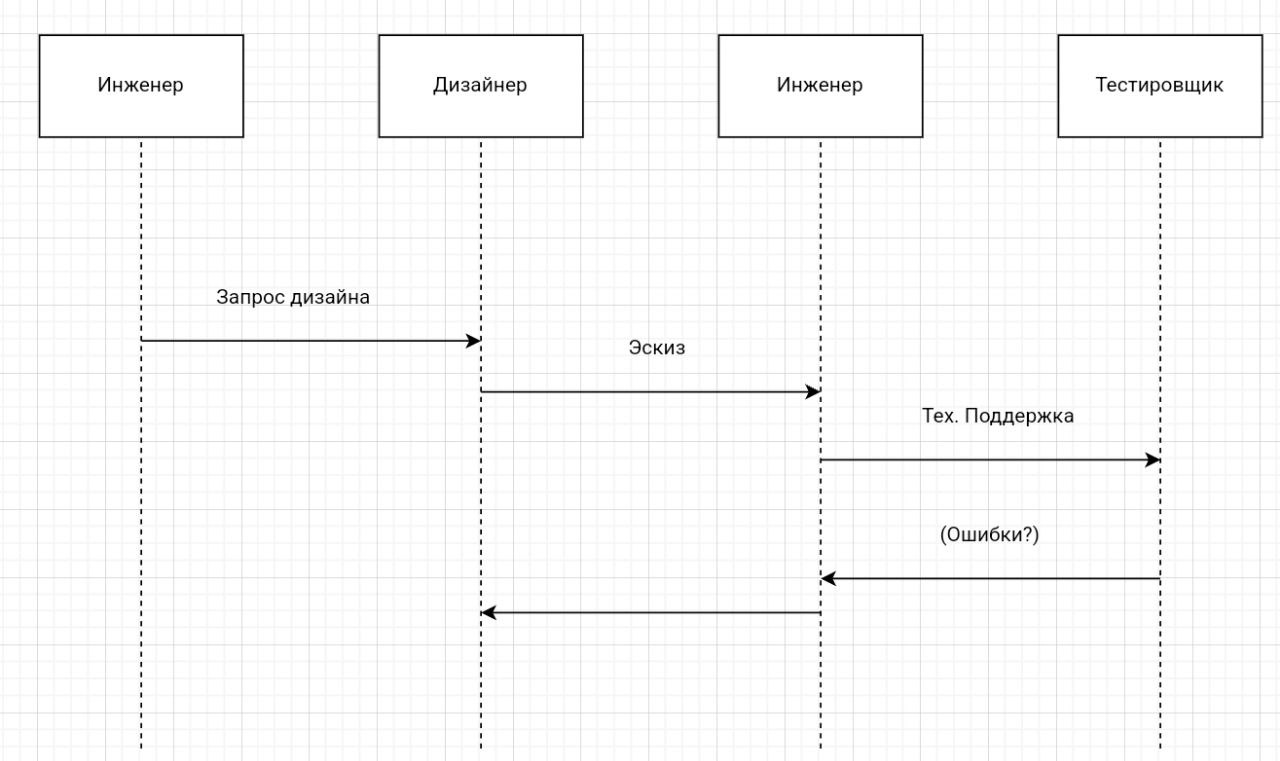 Инженер
Дизайнер
Инженер
Тестировщик
Запрос дизайна
Эскиз
Тех. Поддержка
(Ошибки?)